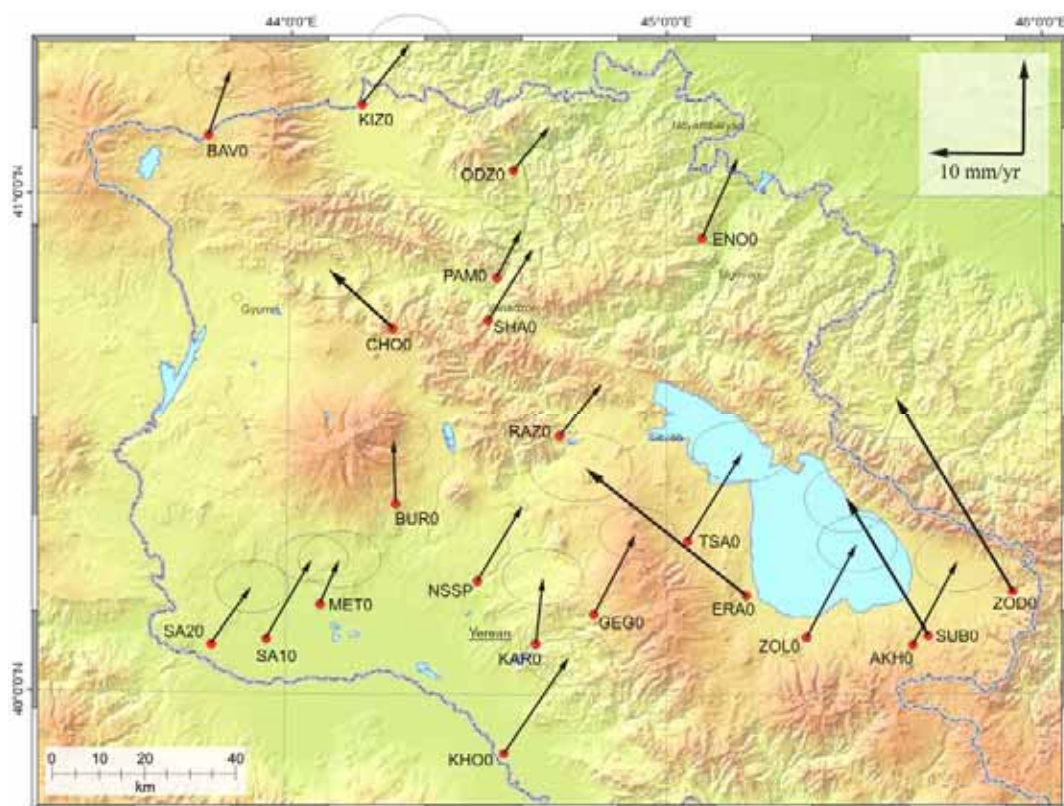 44°0'0"E
45°0'0"E
46°0'0"E
41°0'0"N
40°0'0"N
10 mm/yr
BAV0
KIZ0
ODZ0
ENO0
PAM0
SHA0
CHO0
Gyumri
RAZ0
BUR0
TSA0
NSSP
MET0
ERA0
ZOD0
SA20
SA10
Yerevan
KAR0
GEG0
ZOL0
AKH0
SUB0
KHO0
0 10 20 40
km